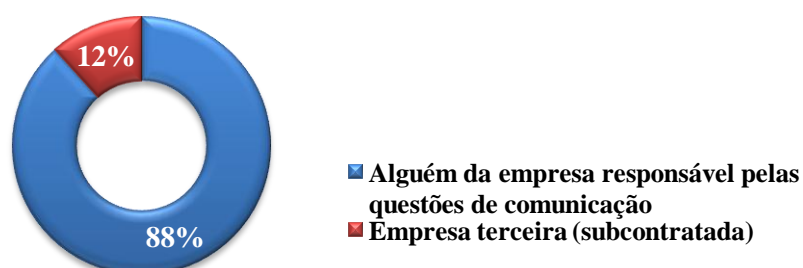 12%
88%
Alguém da empresa responsável pelas
questões de comunicação
Empresa terceira (subcontratada)